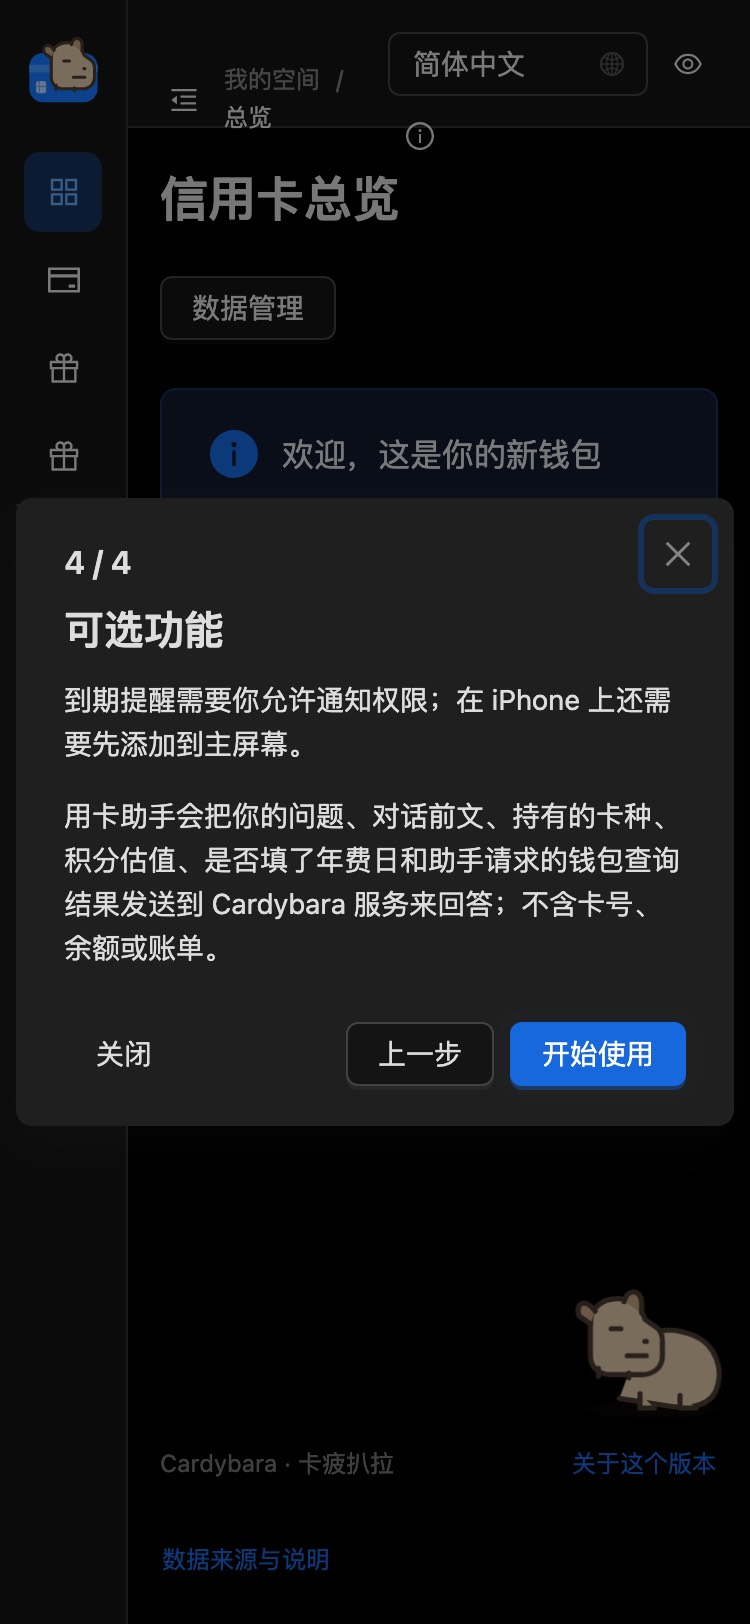 我的空间 /
总览
简体中文
信用卡总览
数据管理
欢迎，这是你的新钱包
4 / 4
可选功能
到期提醒需要你允许通知权限；在 iPhone 上还需
要先添加到主屏幕。
用卡助手会把你的问题、对话前文、持有的卡种、
积分估值、是否填了年费日和助手请求的钱包查询
结果发送到 Cardybara 服务来回答；不含卡号、
余额或账单。
关闭
上一步
开始使用
Cardybara · 卡疲扒拉
关于这个版本
数据来源与说明